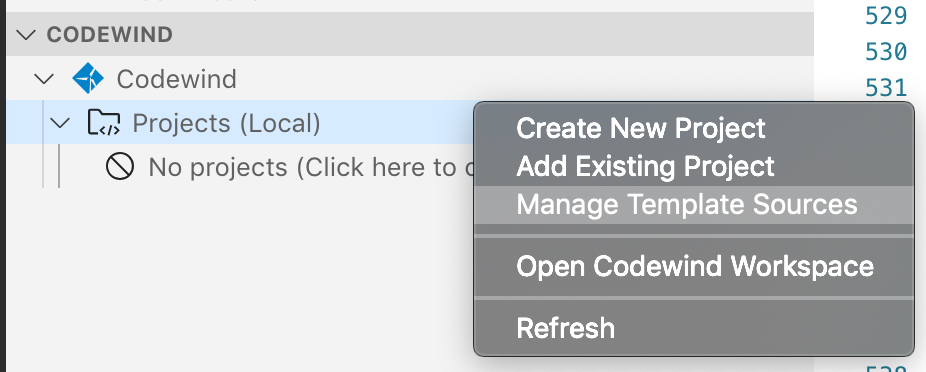 CODEWIND
Codewind
Projects (Local)
No projects (Click here to
Create New Project
Add Existing Project
Manage Template Sources
Open Codewind Workspace
Refresh
529
530
531